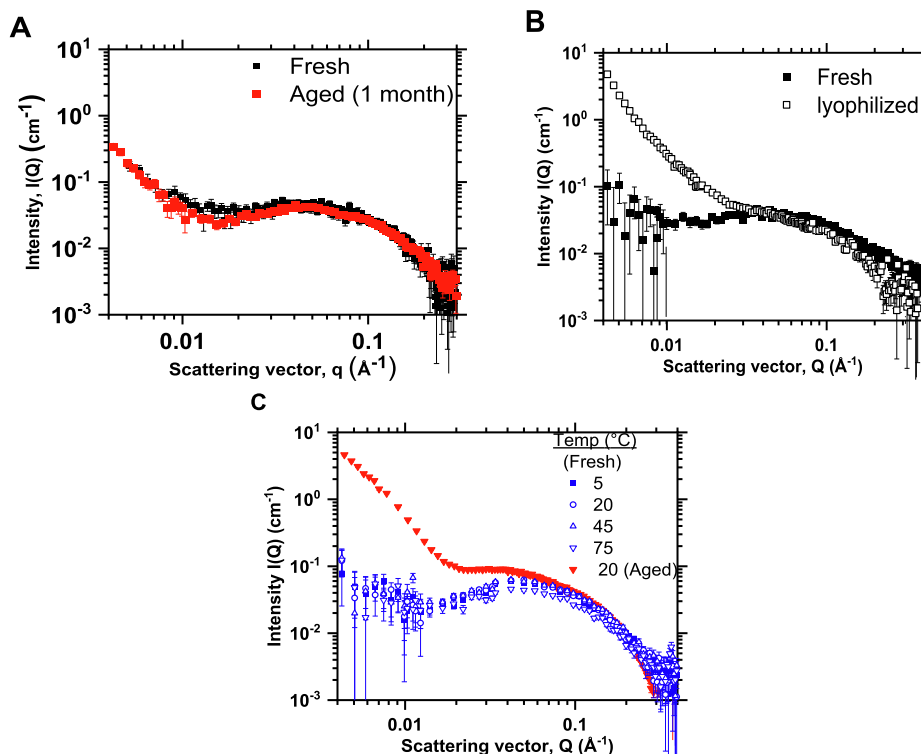 A
Intensity, I(Q) (cm-1)
10^1
10^0
10^-1
10^-2
10^-3
Fresh
Aged (1 month)
0.01 0.1
Scattering vector, q (Å-1)
B
Intensity, I(Q) (cm-1)
10^1
10^0
10^-1
10^-2
10^-3
Fresh
lyophilized
0.01 0.1
Scattering vector, Q (Å-1)
C
Intensity I(Q) (cm-1)
10^1
10^0
10^-1
10^-2
10^-3
Temp (°C)
(Fresh)
5
20
45
75
20 (Aged)
0.01 0.1
Scattering vector, Q (Å-1)